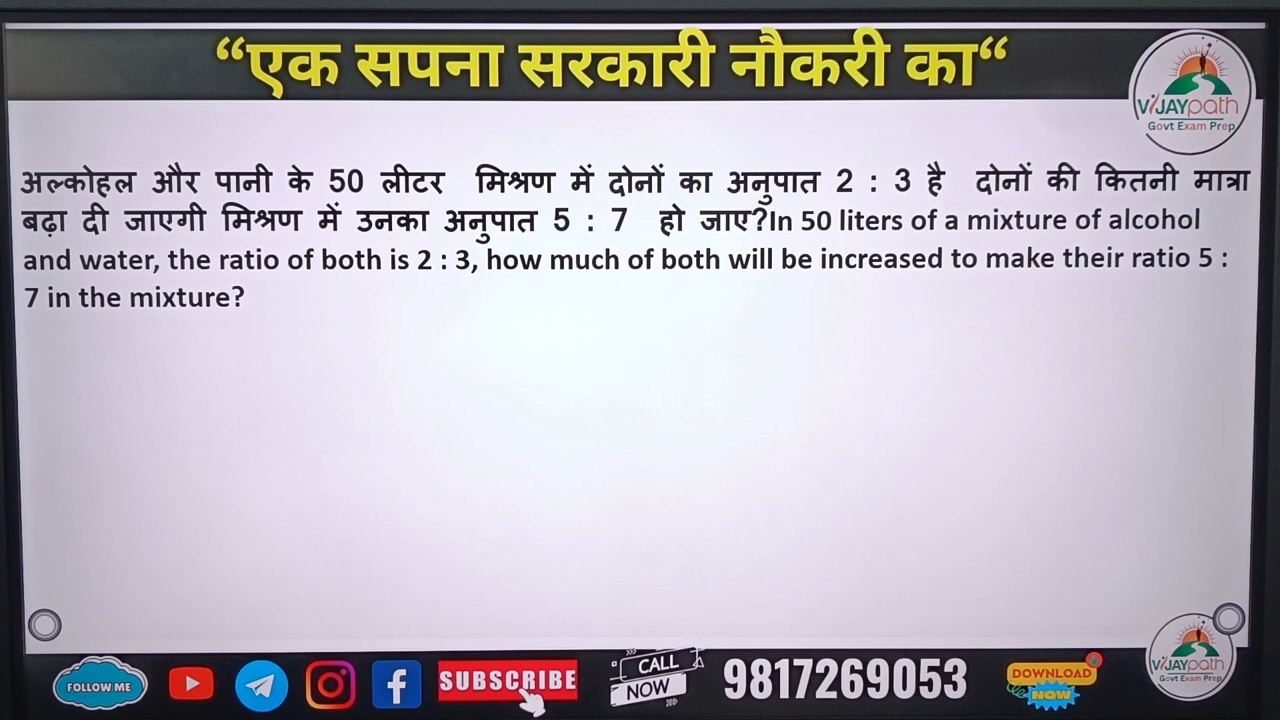 “एक सपना सरकारी नौकरी का“
ViJAYpath
Govt Exam Prep
अल्कोहल और पानी के 50 लीटर मिश्रण में दोनों का अनुपात 2 : 3 है दोनों की कितनी मात्रा
बढ़ा दी जाएगी मिश्रण में उनका अनुपात 5 : 7 हो जाए?In 50 liters of a mixture of alcohol
and water, the ratio of both is 2 : 3, how much of both will be increased to make their ratio 5 :
7 in the mixture?
FOLLOW ME
SUBSCRIBE
CALL
NOW
9817269053
DOWNLOAD
NOW
ViJAYpath
Govt Exam Prep